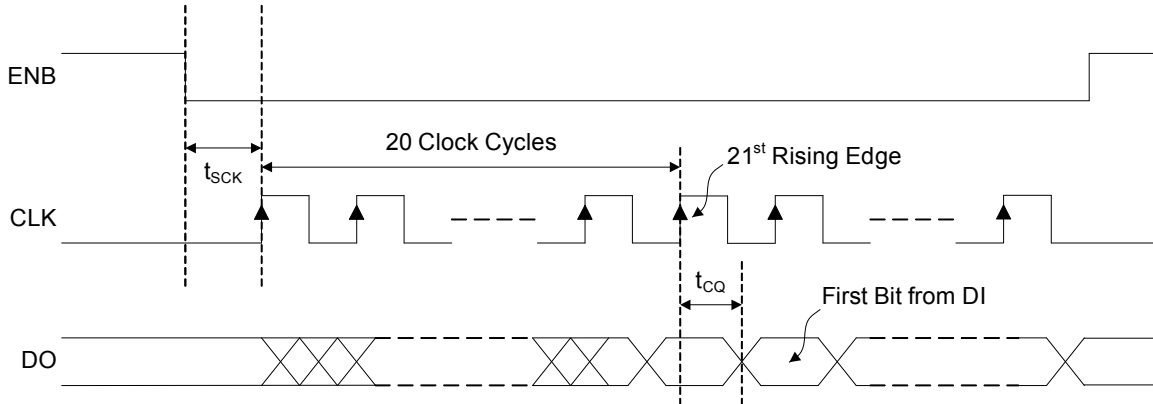 ENB
20 Clock Cycles
21st Rising Edge
tSCK
CLK
tCQ
First Bit from DI
DO